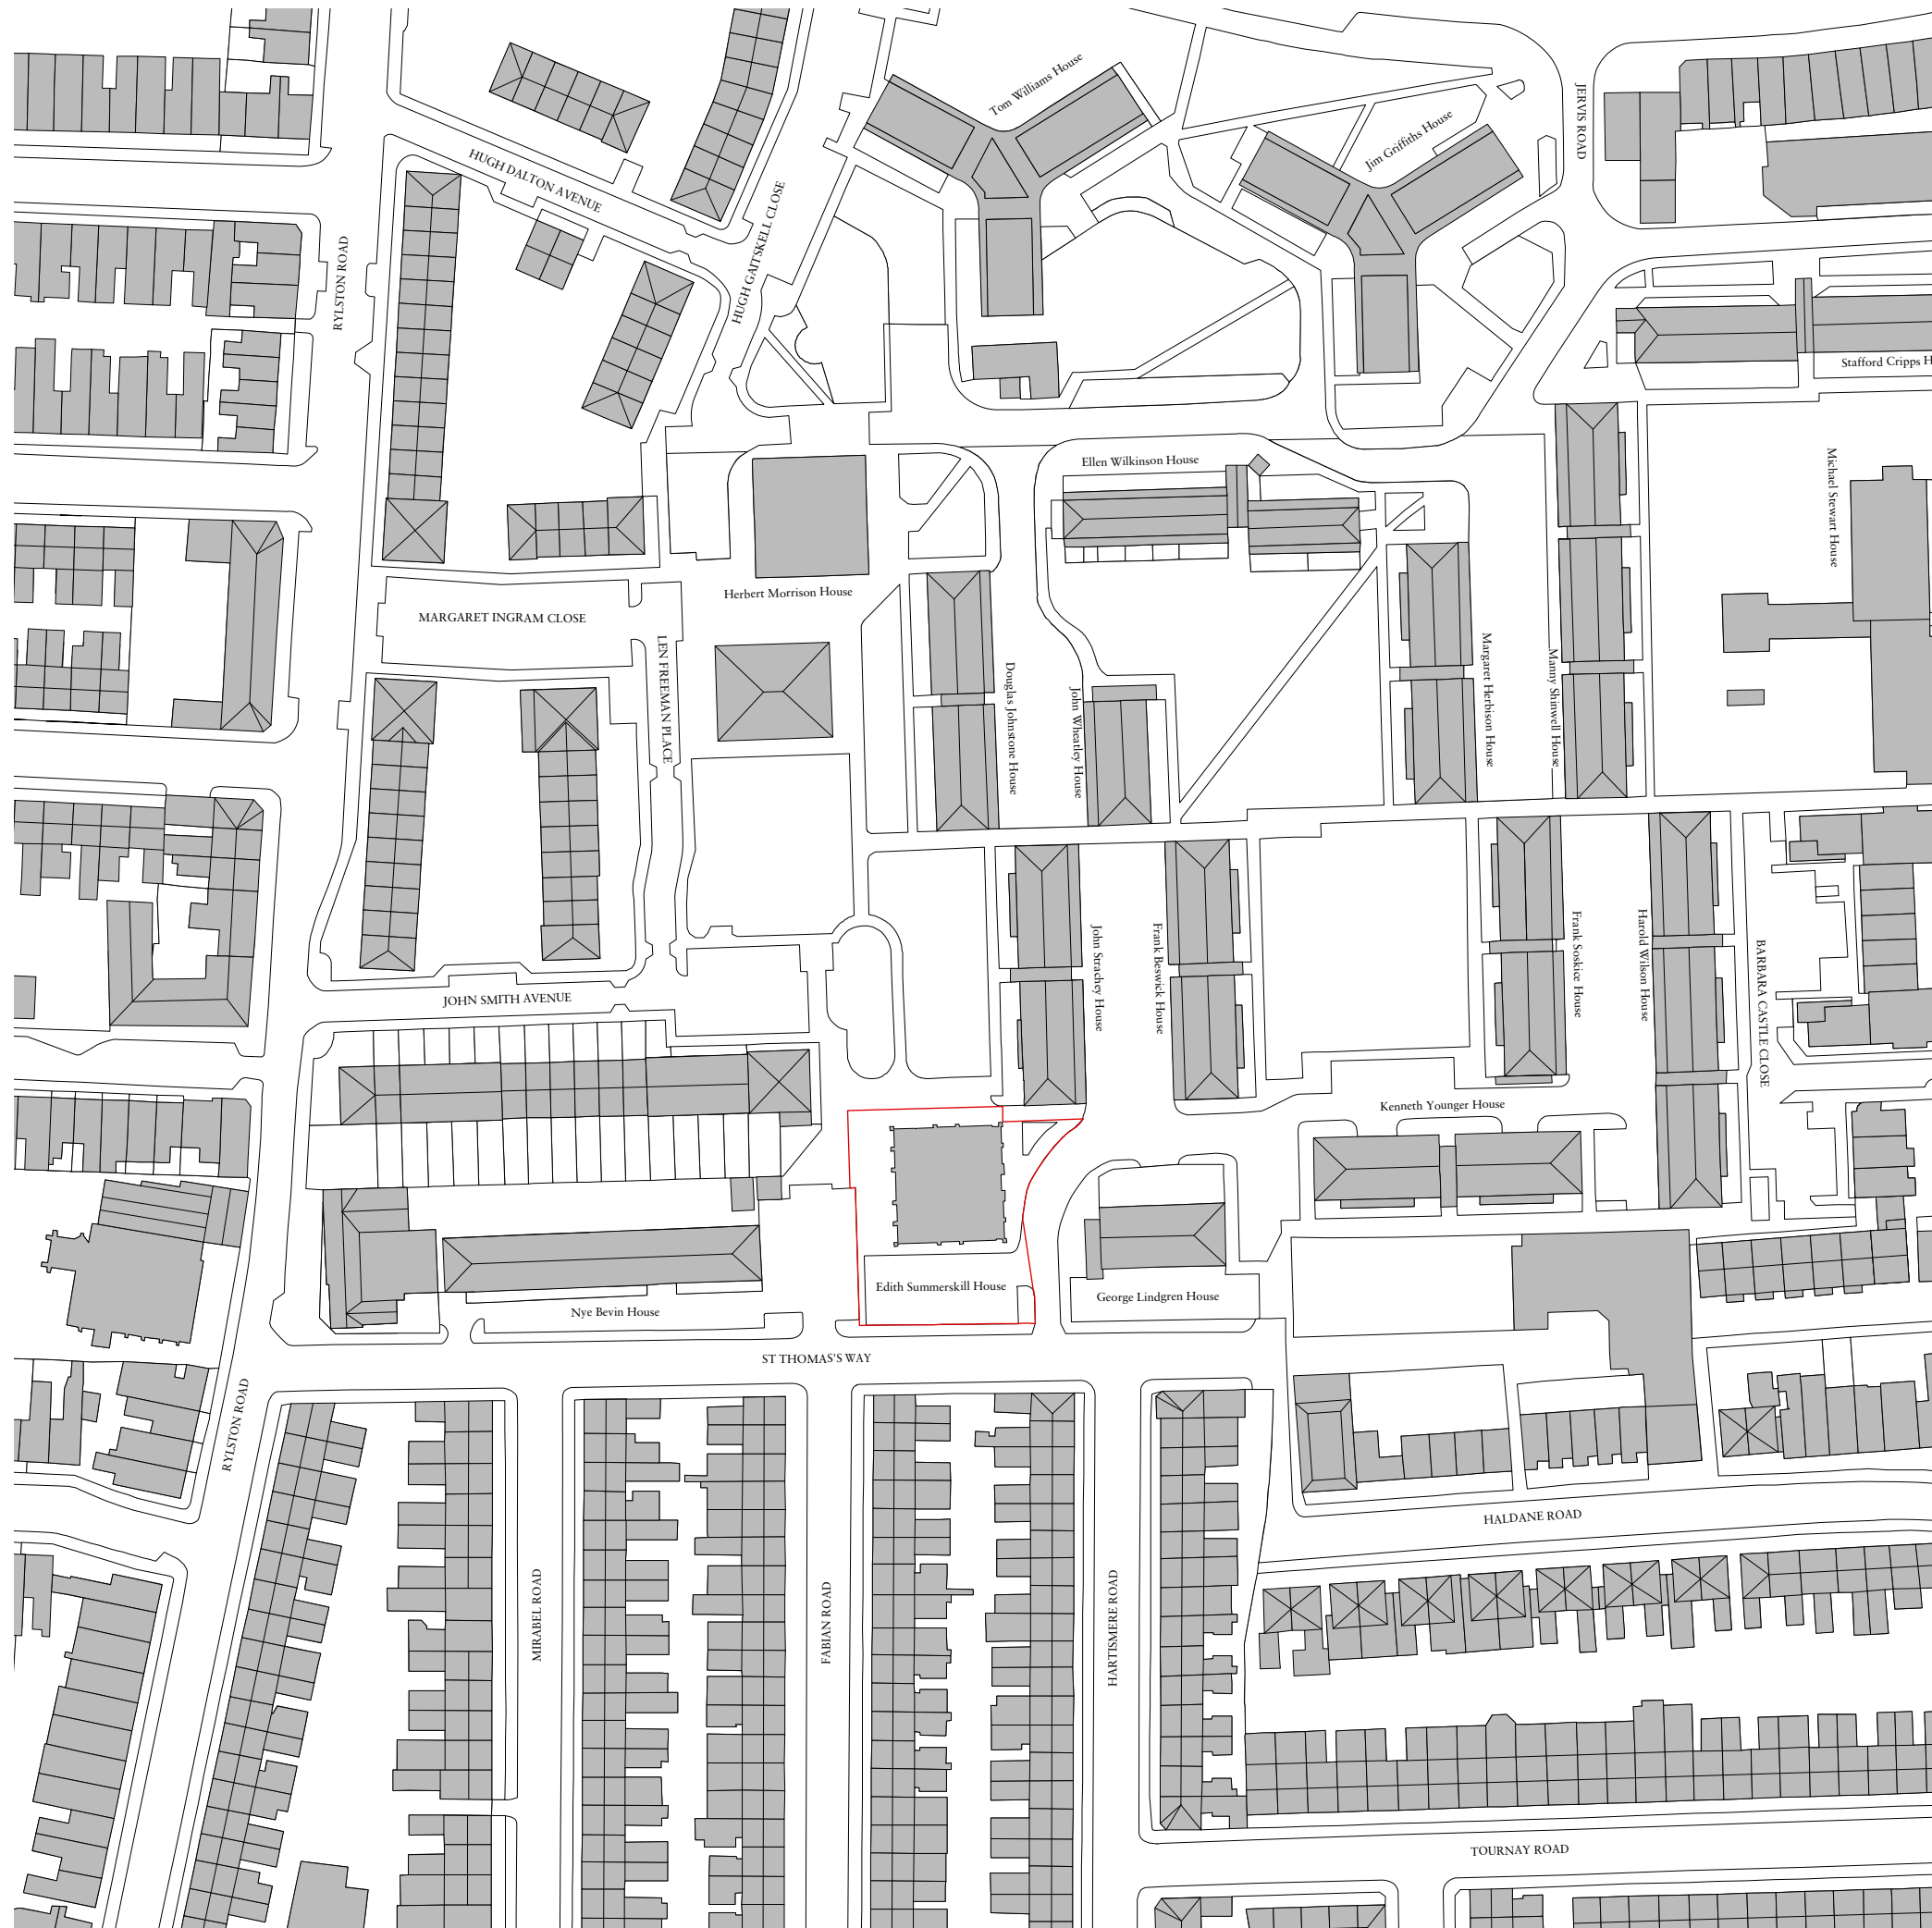 Tom Williams House
JERVIS ROAD
Jim Griffiths House
HUGH DALTON AVENUE
HUGH GAITSKELL CLOSE
RYLSTON ROAD
Stafford Cripps H
Ellen Wilkinson House
Michael Stewart House
Herbert Morrison House
MARGARET INGRAM CLOSE
LEN FREEMAN PLACE
Douglas Johnstone House
John Wheatley House
Margaret Herbison House
Manny Shinwell House
John Strachey House
Frank Beswick House
Frank Soskice House
Harold Wilson House
BARBARA CASTLE CLOSE
JOHN SMITH AVENUE
Kenneth Younger House
Edith Summerskill House
George Lindgren House
Nye Bevin House
ST THOMAS'S WAY
RYLSTON ROAD
HALDANE ROAD
MIRABEL ROAD
FABIAN ROAD
HARTISMERE ROAD
TOURNAY ROAD